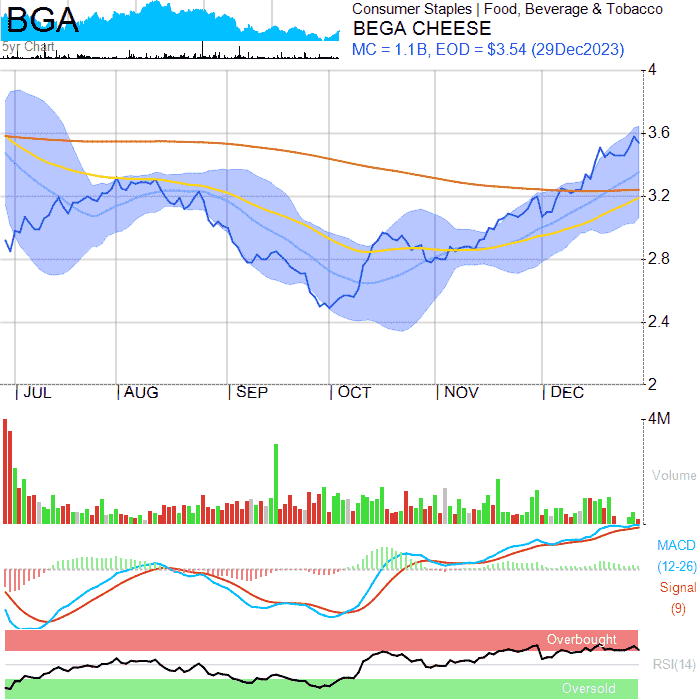 BGA
5yr Chart
Consumer Staples | Food, Beverage & Tobacco
BEGA CHEESE
MC = 1.1B, EOD = $3.54 (29Dec2023)
4
3.6
3.2
2.8
2.4
2
JUL AUG SEP OCT NOV DEC
4M
Volume
MACD
(12-26)
Signal
(9)
Overbought
RSI(14)
Oversold